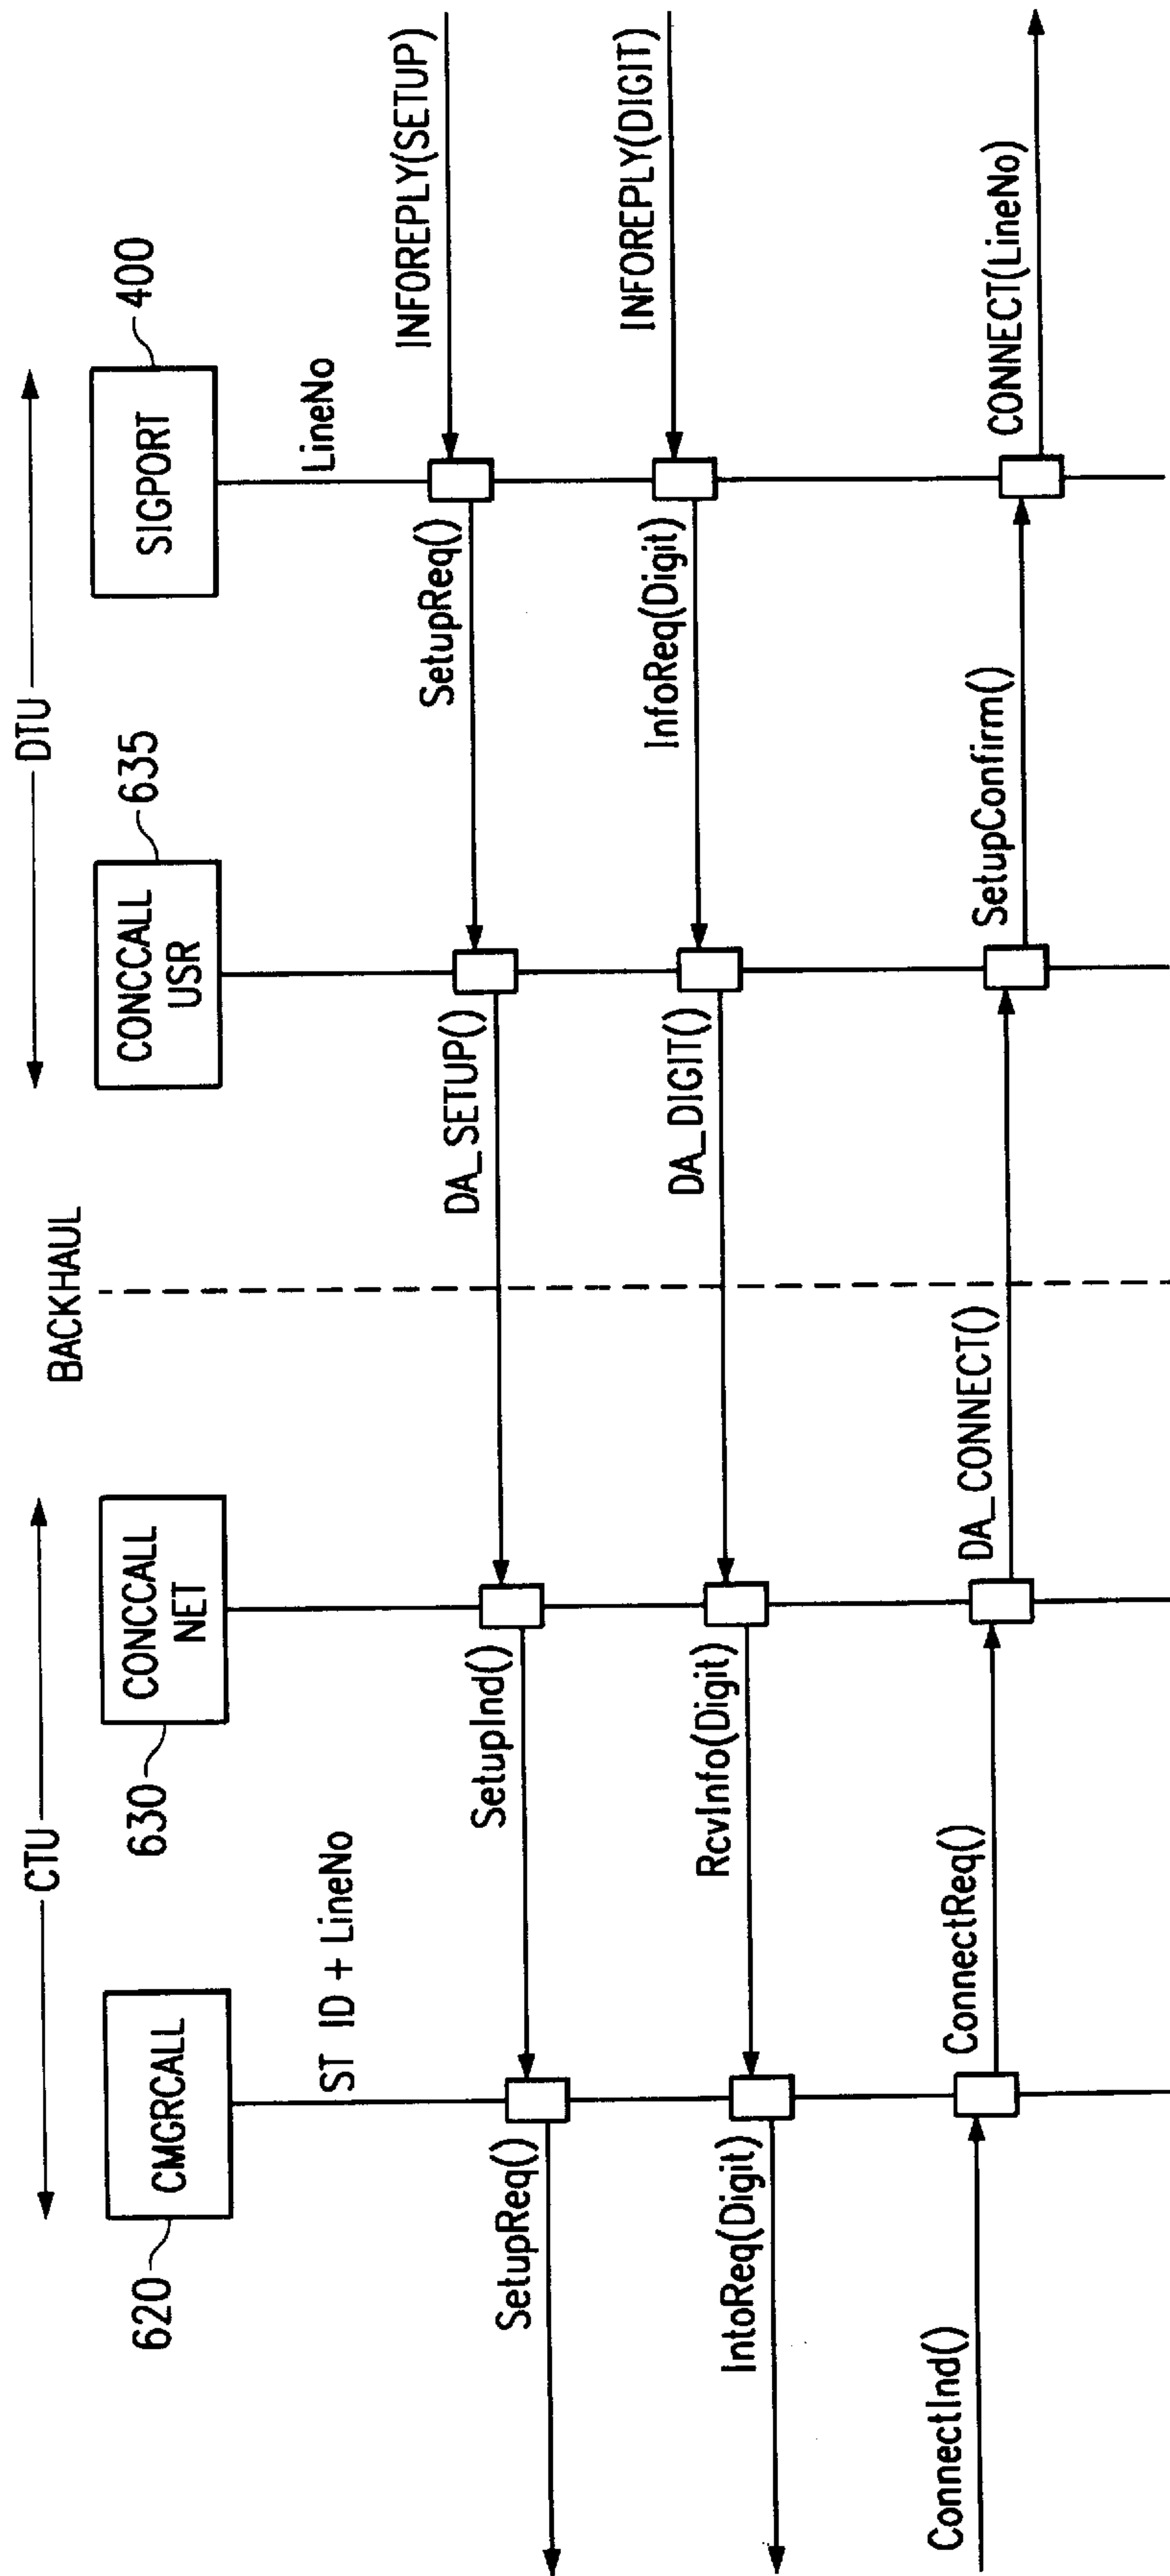 CTU
BACKHAUL
DTU
620
CMGRCALL
630
CONCCALL
NET
CONCCALL
USR
635
SIGPORT
400
ST ID + LineNo
LineNo
SetupReq()
SetupInd()
DA_SETUP()
SetupReq()
INFOREPLY(SETUP)
IntoReq(Digit)
RcvInfo(Digit)
DA_DIGIT()
InfoReq(Digit)
INFOREPLY(DIGIT)
ConnectInd()
ConnectReq()
DA_CONNECT()
SetupConfirm()
CONNECT(LineNo)